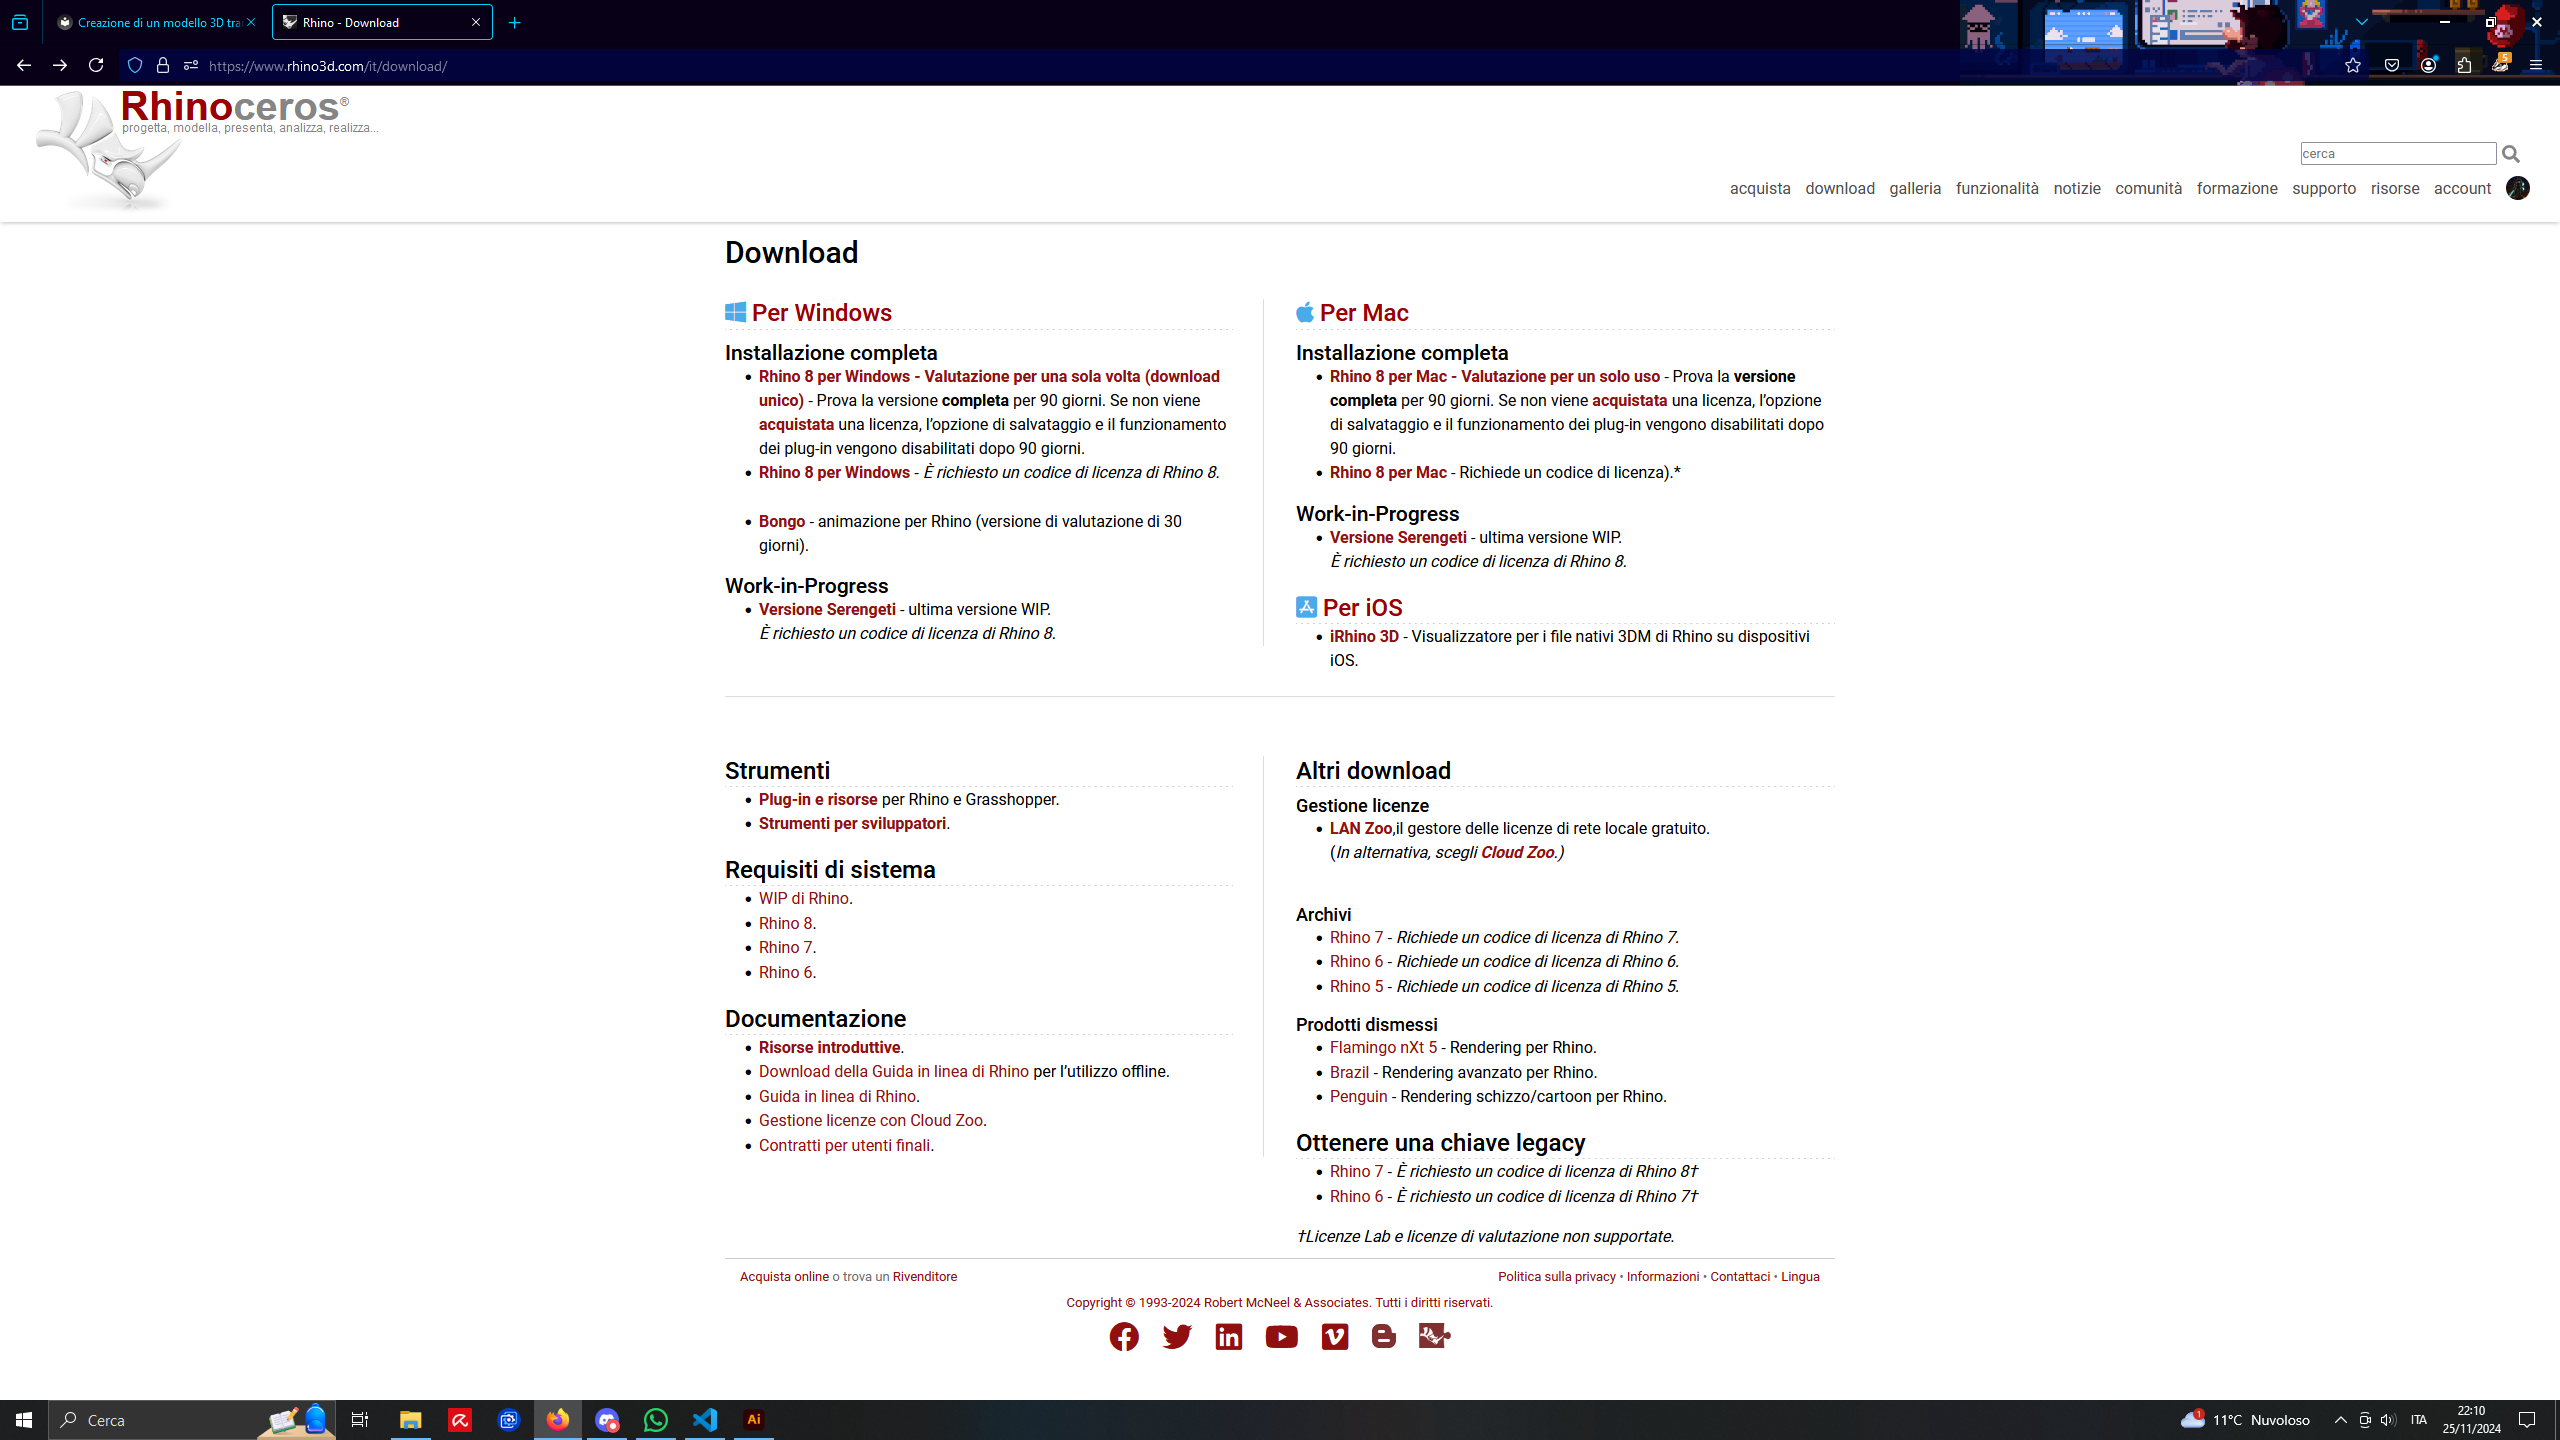 Creazione di un modello 3D tra
Rhino - Download
https://www.rhino3d.com/it/download/
5
Rhinoceros®
progetta, modella, presenta, analizza, realizza...
cerca
acquista download galleria funzionalità notizie comunità formazione supporto risorse account
Download
Per Windows
Installazione completa
Rhino 8 per Windows - Valutazione per una sola volta (download
unico) - Prova la versione completa per 90 giorni. Se non viene
acquistata una licenza, l’opzione di salvataggio e il funzionamento
dei plug-in vengono disabilitati dopo 90 giorni.
Rhino 8 per Windows - È richiesto un codice di licenza di Rhino 8.
Bongo - animazione per Rhino (versione di valutazione di 30
giorni).
Work-in-Progress
Versione Serengeti - ultima versione WIP.
È richiesto un codice di licenza di Rhino 8.
Per Mac
Installazione completa
Rhino 8 per Mac - Valutazione per un solo uso - Prova la versione
completa per 90 giorni. Se non viene acquistata una licenza, l’opzione
di salvataggio e il funzionamento dei plug-in vengono disabilitati dopo
90 giorni.
Rhino 8 per Mac - Richiede un codice di licenza).*
Work-in-Progress
Versione Serengeti - ultima versione WIP.
È richiesto un codice di licenza di Rhino 8.
Per iOS
iRhino 3D - Visualizzatore per i file nativi 3DM di Rhino su dispositivi
iOS.
Strumenti
Plug-in e risorse per Rhino e Grasshopper.
Strumenti per sviluppatori.
Requisiti di sistema
WIP di Rhino.
Rhino 8.
Rhino 7.
Rhino 6.
Documentazione
Risorse introduttive.
Download della Guida in linea di Rhino per l’utilizzo offline.
Guida in linea di Rhino.
Gestione licenze con Cloud Zoo.
Contratti per utenti finali.
Altri download
Gestione licenze
LAN Zoo,il gestore delle licenze di rete locale gratuito.
(In alternativa, scegli Cloud Zoo.)
Archivi
Rhino 7 - Richiede un codice di licenza di Rhino 7.
Rhino 6 - Richiede un codice di licenza di Rhino 6.
Rhino 5 - Richiede un codice di licenza di Rhino 5.
Prodotti dismessi
Flamingo nXt 5 - Rendering per Rhino.
Brazil - Rendering avanzato per Rhino.
Penguin - Rendering schizzo/cartoon per Rhino.
Ottenere una chiave legacy
Rhino 7 - È richiesto un codice di licenza di Rhino 8†
Rhino 6 - È richiesto un codice di licenza di Rhino 7†
†Licenze Lab e licenze di valutazione non supportate.
Acquista online o trova un Rivenditore
Politica sulla privacy • Informazioni • Contattaci • Lingua
Copyright © 1993-2024 Robert McNeel & Associates. Tutti i diritti riservati.
Cerca
Ai
1
11°C Nuvoloso
ITA
22:10
25/11/2024